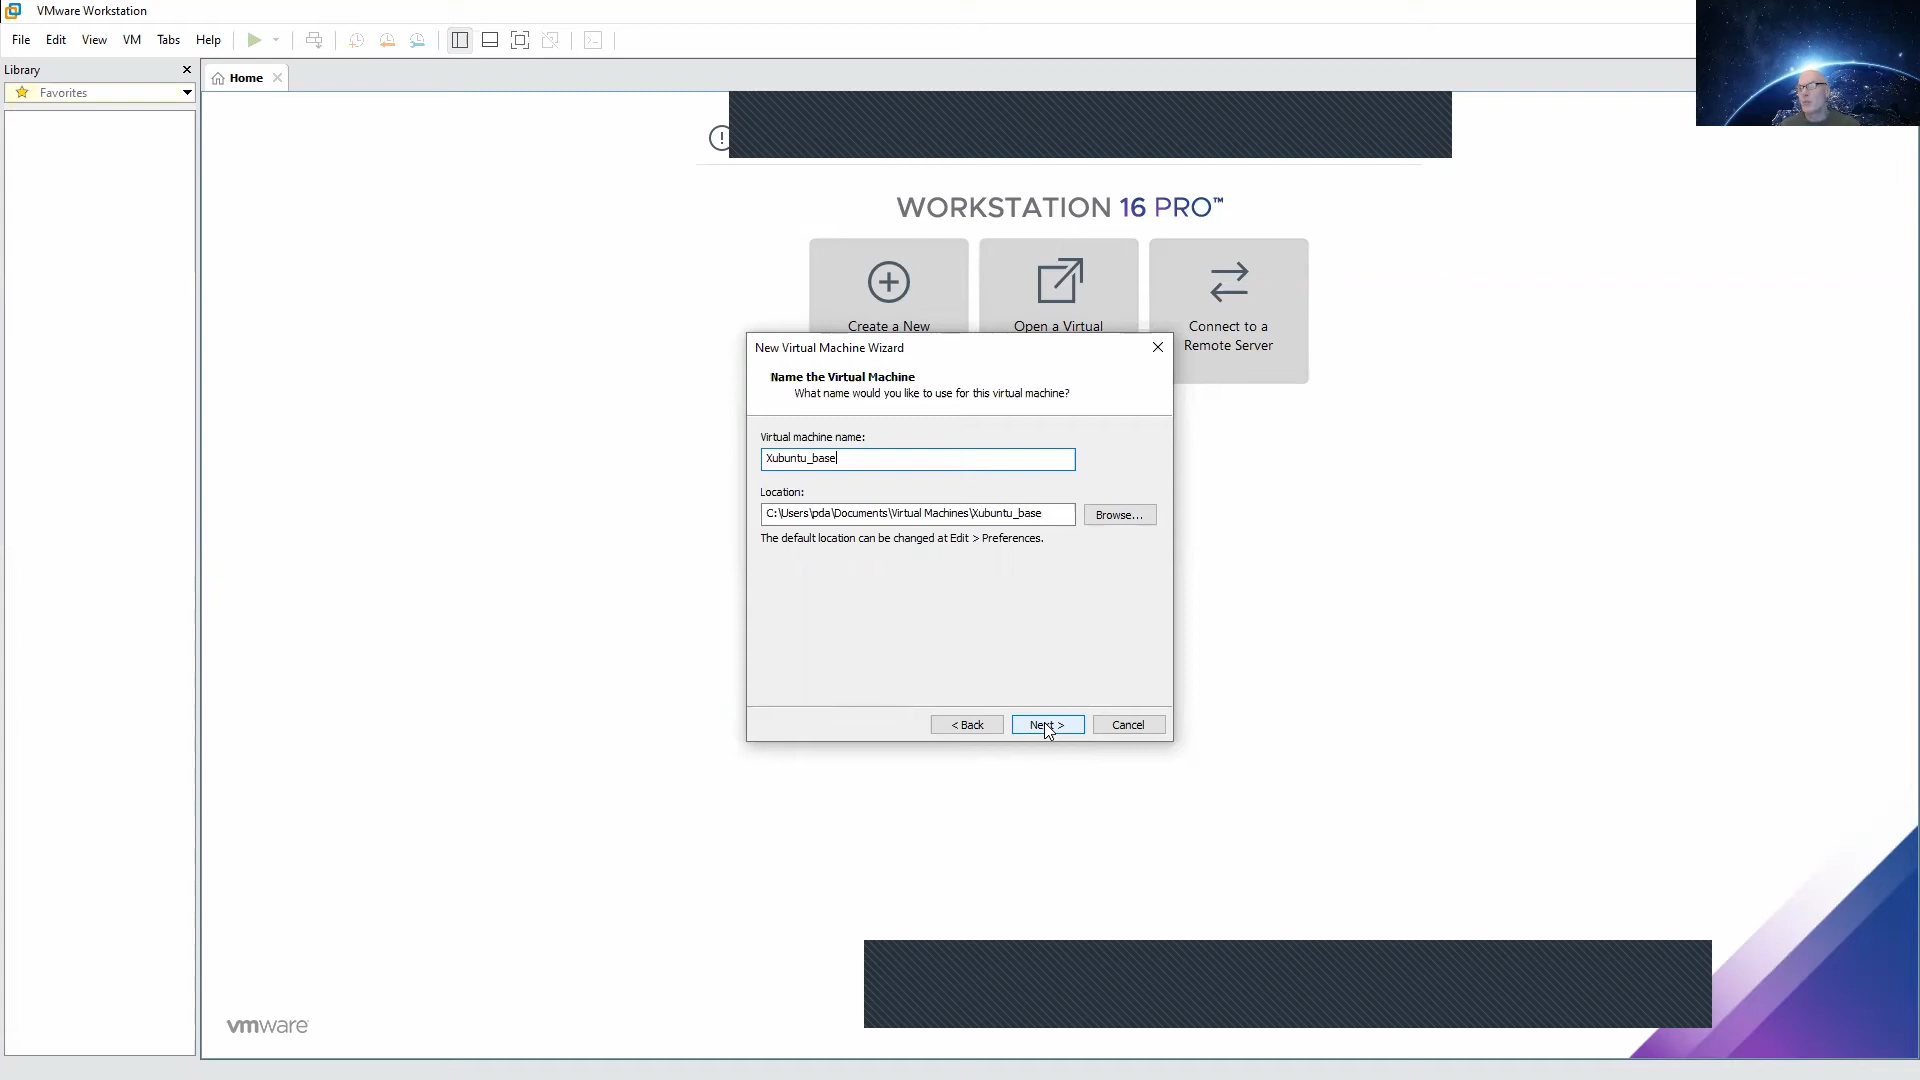 VMware Workstation
File Edit View VM Tabs Help
Library
Favorites
Home
WORKSTATION 16 PRO™
Create a New
Open a Virtual
Connect to a
Remote Server
New Virtual Machine Wizard
Name the Virtual Machine
What name would you like to use for this virtual machine?
Virtual machine name:
Xubuntu_base
Location:
C:\Users\pda\Documents\Virtual Machines\Xubuntu_base
Browse...
The default location can be changed at Edit > Preferences.
< Back Next > Cancel
vmware